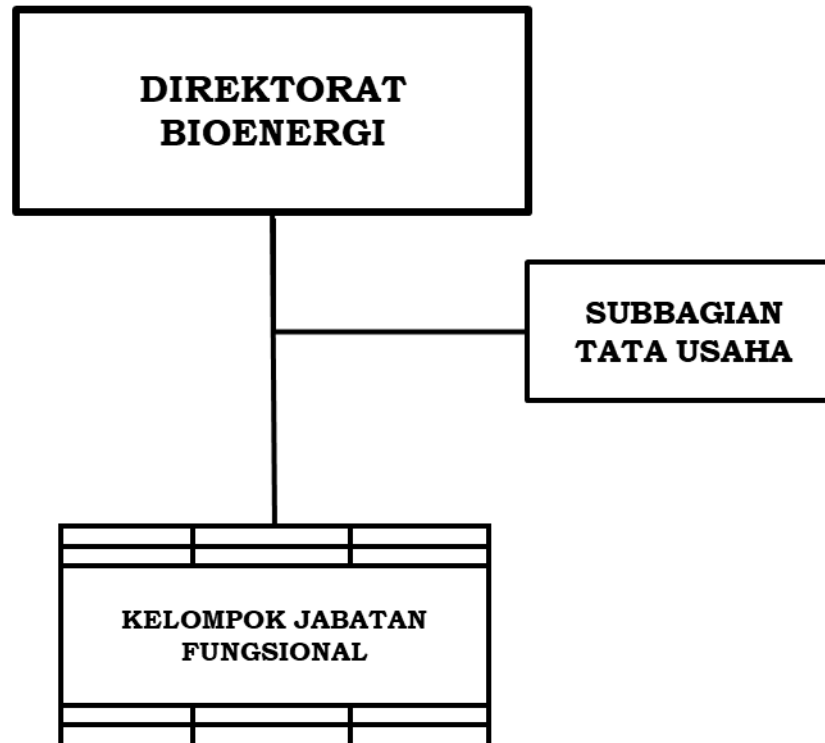 DIREKTORAT
BIOENERGI
SUBBAGIAN
TATA USAHA
KELOMPOK JABATAN
FUNGSIONAL